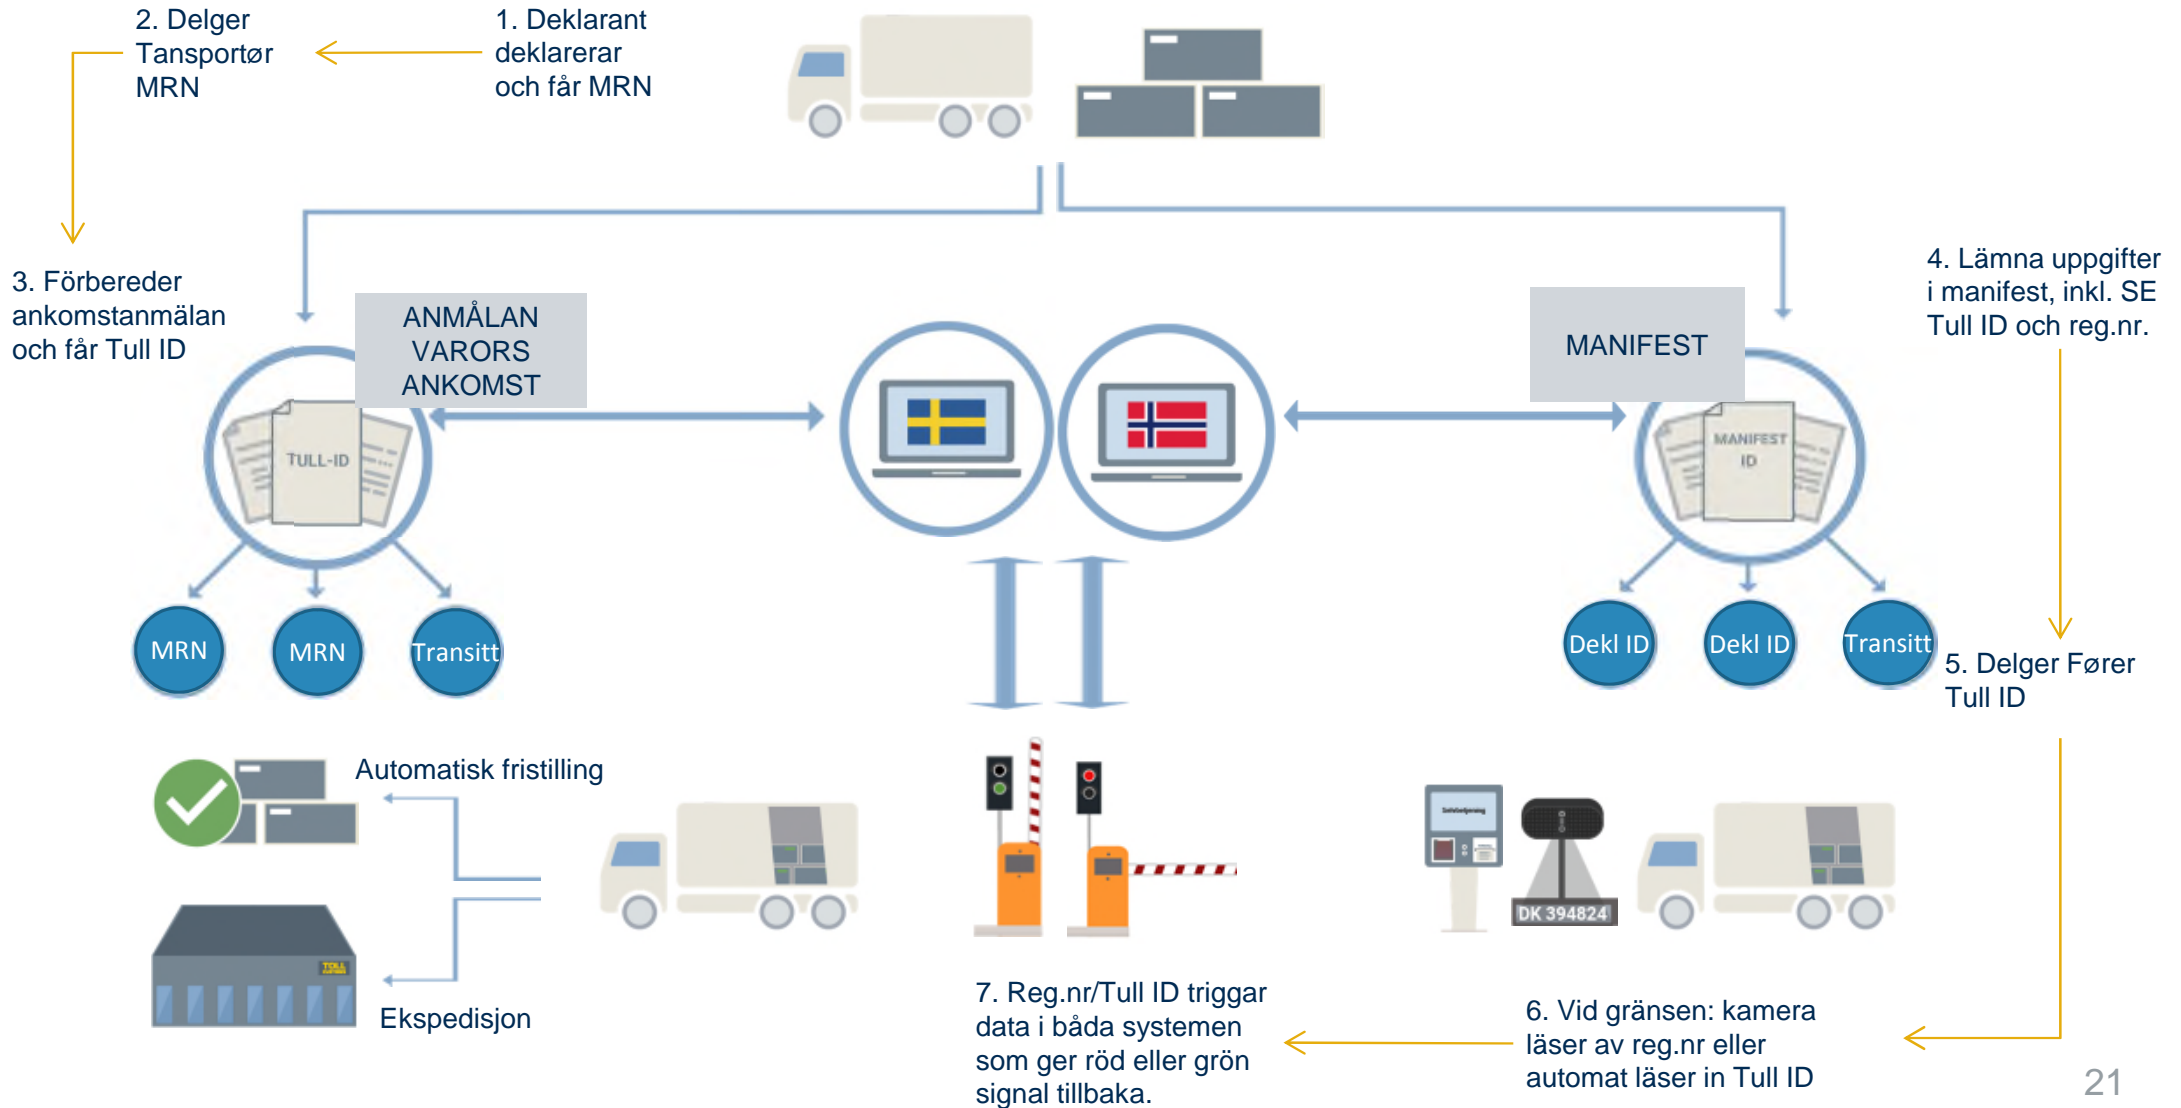 2. Delger
Tansportør
MRN
1. Deklarant
deklarerar
och får MRN
3. Förbereder
ankomstanmälan
och får Tull ID
ANMÅLAN
VARORS
ANKOMST
MANIFEST
4. Lämna uppgifter
i manifest, inkl. SE
Tull ID och reg.nr.
TULL-ID
MANIFEST
ID
MRN
MRN
Transitt
Dekl ID
Dekl ID
Transitt
5. Delger Fører
Tull ID
Automatisk fristilling
Selvbetjening
DK 394824
TOLL
Ekspedisjon
7. Reg.nr/Tull ID triggar
data i båda systemen
som ger röd eller grön
signal tillbaka.
6. Vid gränsen: kamera
läser av reg.nr eller
automat läser in Tull ID
21